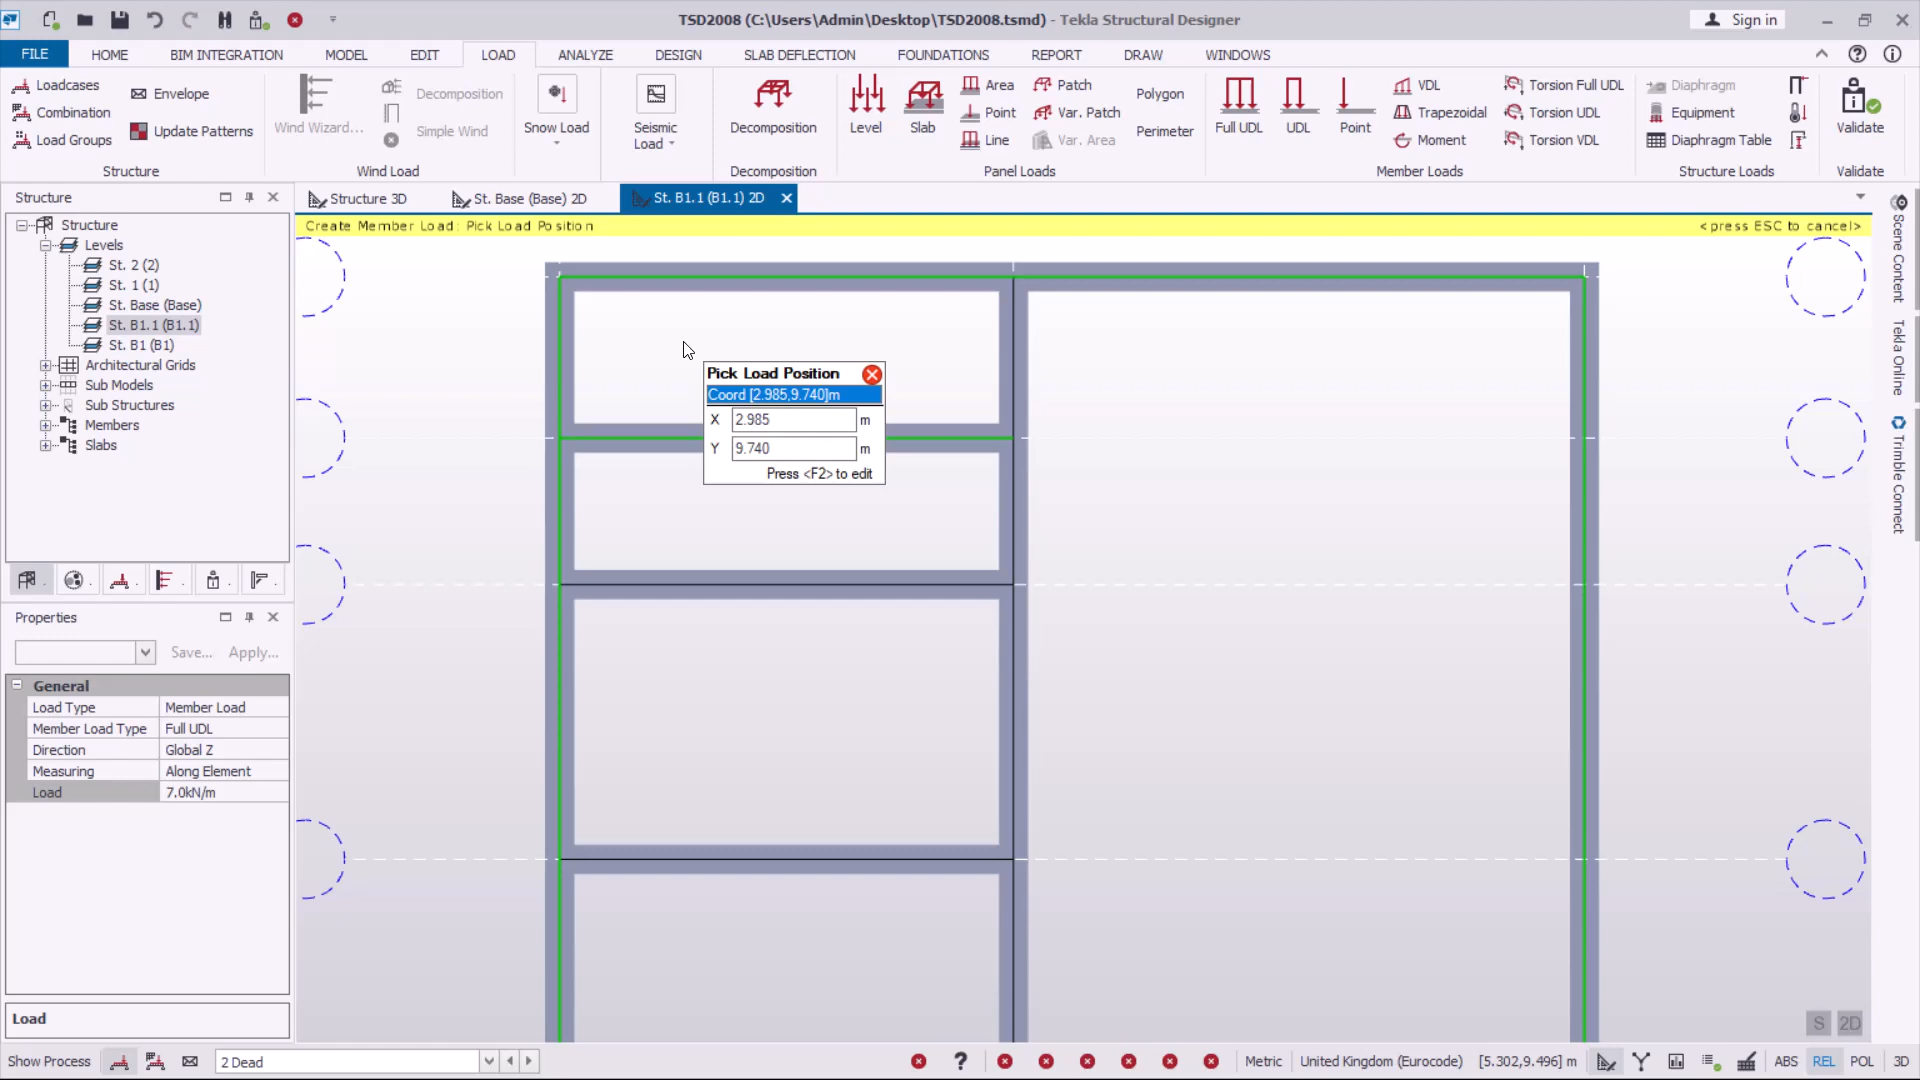 TSD2008 (C:\Users\Admin\Desktop\TSD2008.tsmd) - Tekla Structural Designer
Sign in
FILE HOME BIM INTEGRATION MODEL EDIT LOAD ANALYZE DESIGN SLAB DEFLECTION FOUNDATIONS REPORT DRAW WINDOWS
Loadcases
Combination
Load Groups
Envelope
Update Patterns
Structure
Wind Wizard...
Decomposition
Simple Wind
Wind Load
Snow Load
Seismic
Load
Decomposition
Decomposition
Level
Slab
Area
Point
Line
Patch
Var. Patch
Var. Area
Polygon
Perimeter
Panel Loads
Full UDL
UDL
Point
VDL
Trapezoidal
Moment
Torsion Full UDL
Torsion UDL
Torsion VDL
Member Loads
Diaphragm
Equipment
Diaphragm Table
Structure Loads
Validate
Validate
Structure
Structure
Levels
St. 2 (2)
St. 1 (1)
St. Base (Base)
St. B1.1 (B1.1)
St. B1 (B1)
Architectural Grids
Sub Models
Sub Structures
Members
Slabs
Structure 3D
St. Base (Base) 2D
St. B1.1 (B1.1) 2D
Create Member Load: Pick Load Position
<press ESC to cancel>
Pick Load Position
Coord [2.985,9.740]m
X 2.985 m
Y 9.740 m
Press <F2> to edit
Scene Content
Tekla Online
Trimble Connect
Properties
Save... Apply...
General
Load Type Member Load
Member Load Type Full UDL
Direction Global Z
Measuring Along Element
Load 7.0kN/m
Load
S 2D
Show Process
2 Dead
Metric
United Kingdom (Eurocode)
[5.302,9.496] m
ABS REL POL 3D